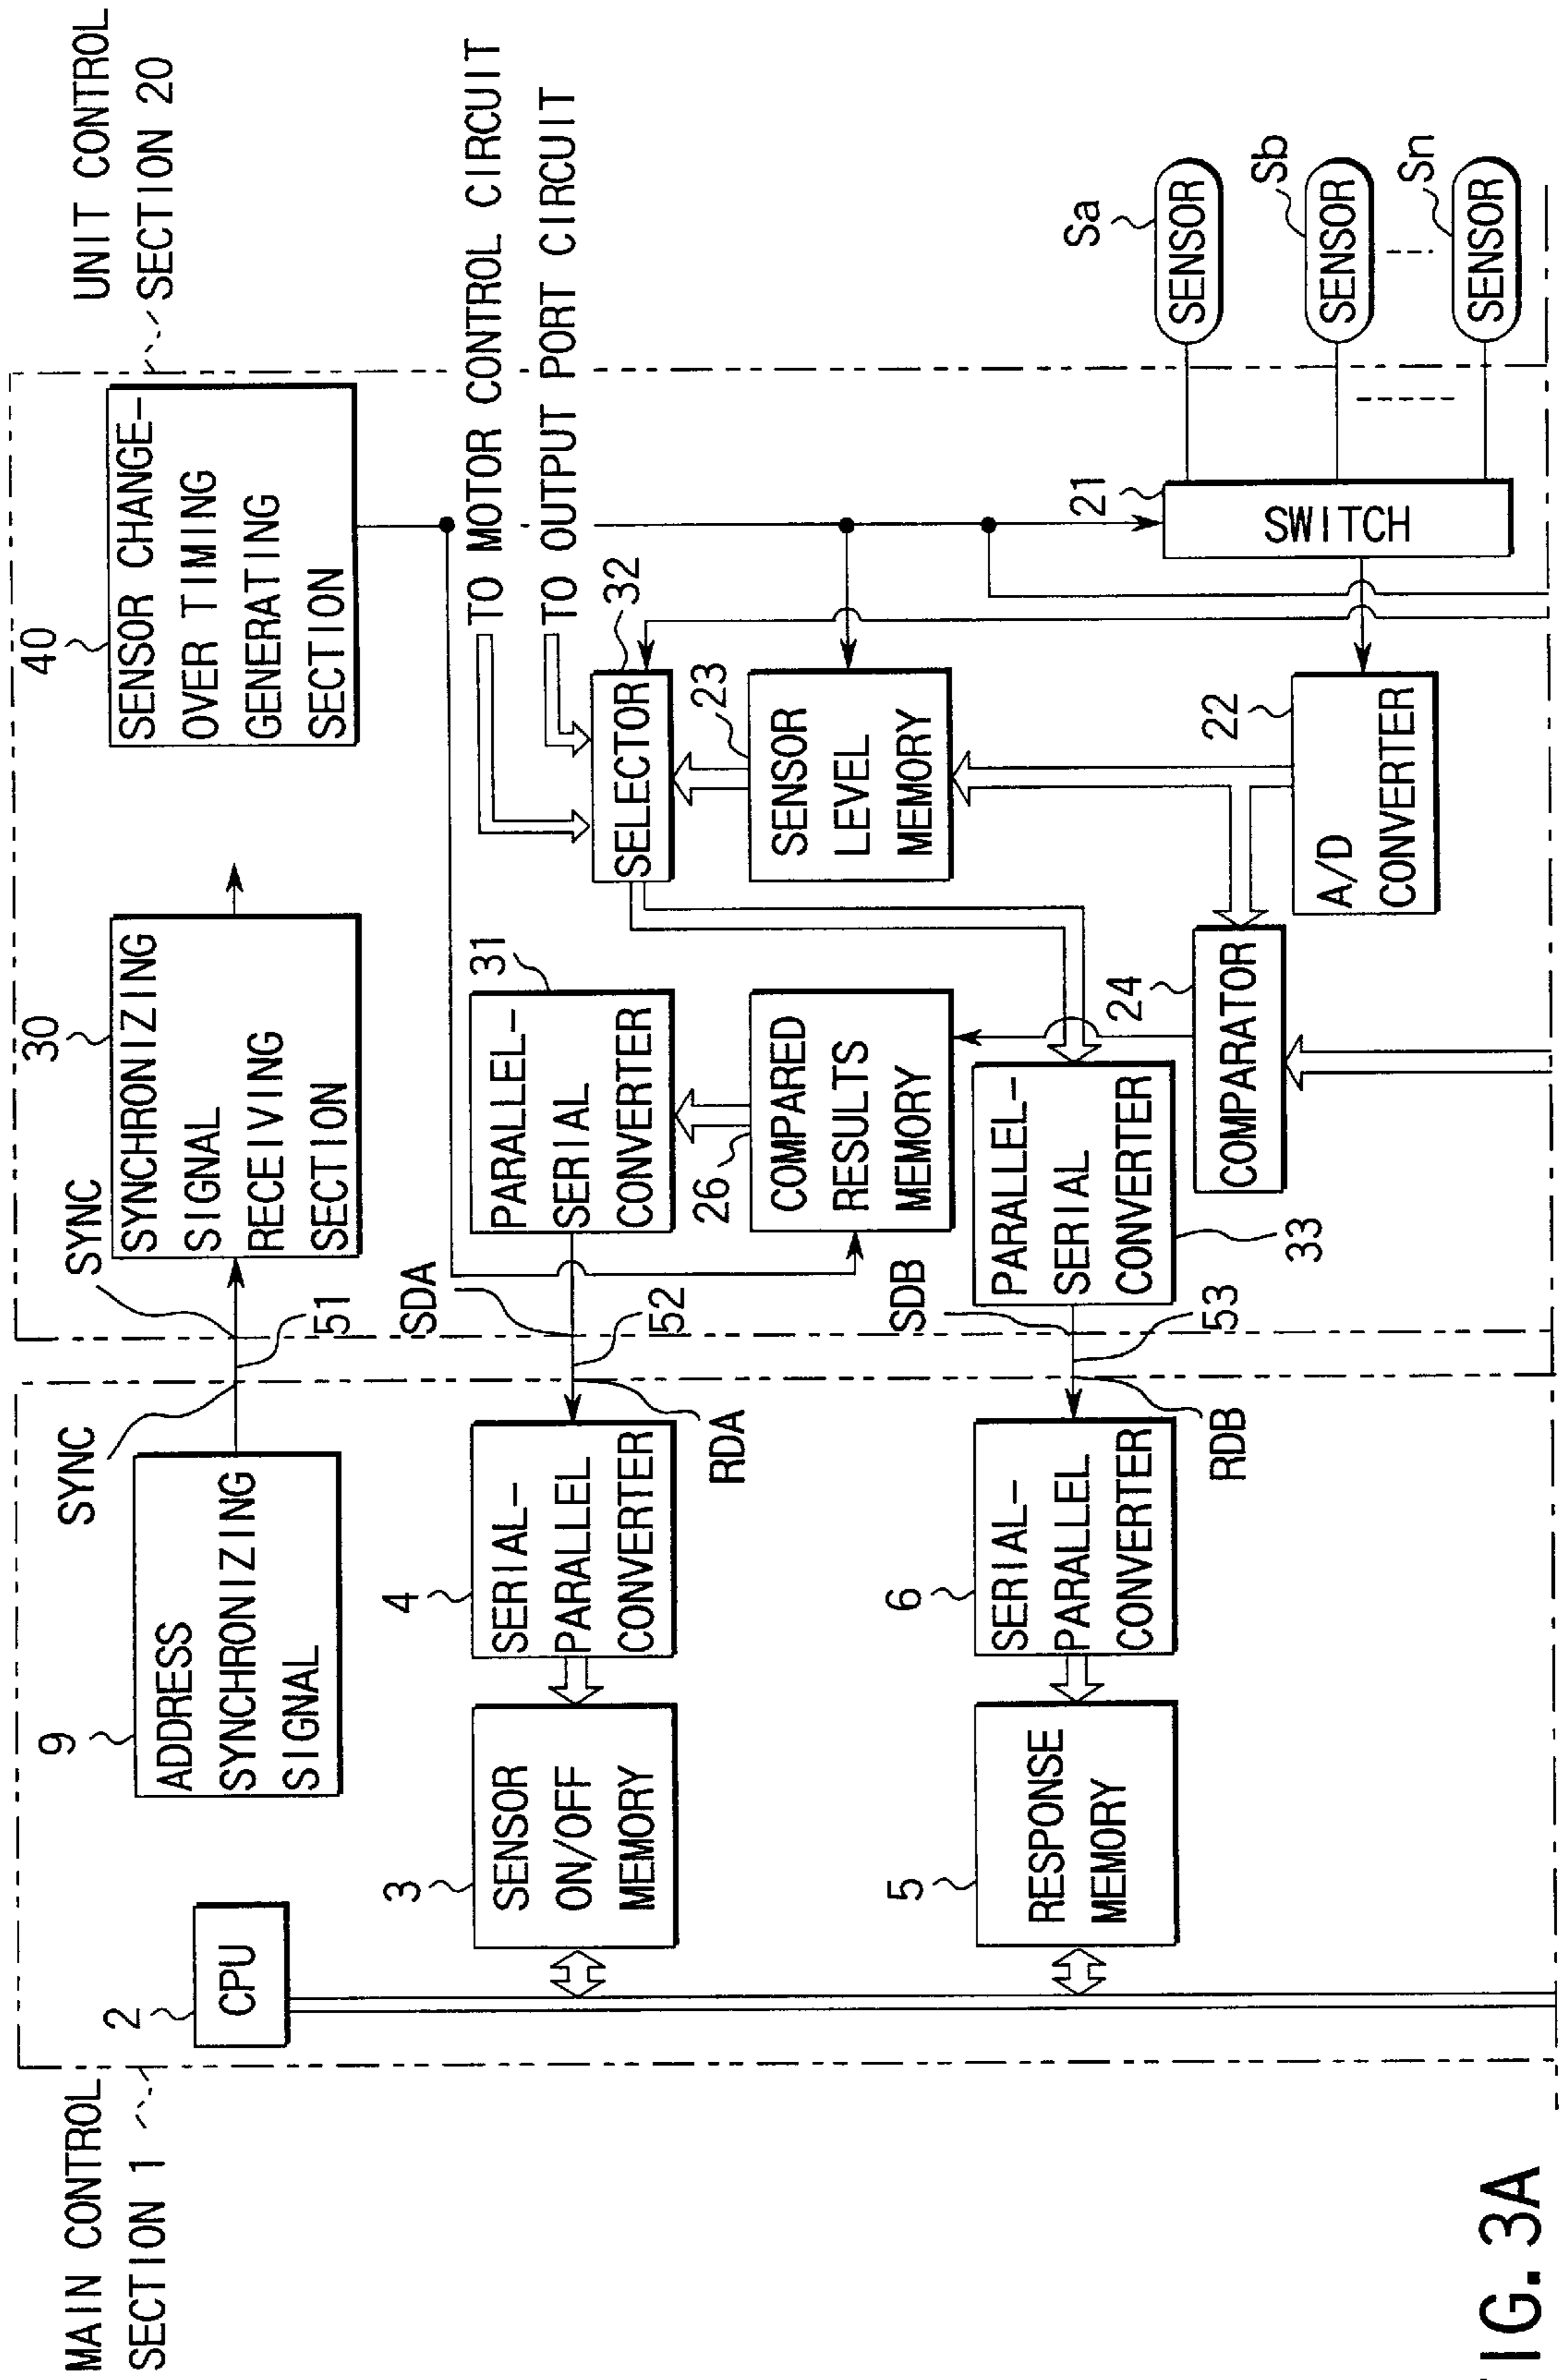 MAIN CONTROL
SECTION 1
2
CPU
9
ADDRESS
SYNCHRONIZING
SIGNAL
SYNC
51
SYNC
3
SENSOR
ON/OFF
MEMORY
4
SERIAL-
PARALLEL
CONVERTER
RDA
52
SDA
5
RESPONSE
MEMORY
6
SERIAL-
PARALLEL
CONVERTER
RDB
53
SDB
UNIT CONTROL
SECTION 20
30
SYNCHRONIZING
SIGNAL
RECEIVING
SECTION
40
SENSOR CHANGE-
OVER TIMING
GENERATING
SECTION
TO MOTOR CONTROL CIRCUIT
TO OUTPUT PORT CIRCUIT
31
PARALLEL-
SERIAL
CONVERTER
32
SELECTOR
26
COMPARED
RESULTS
MEMORY
23
SENSOR
LEVEL
MEMORY
33
PARALLEL-
SERIAL
CONVERTER
24
COMPARATOR
22
A/D
CONVERTER
21
SWITCH
Sa
SENSOR
Sb
SENSOR
Sn
SENSOR
IG. 3A